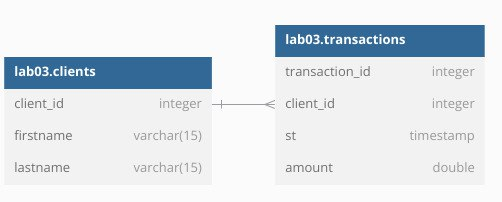 lab03.clients
client_id integer
firstname varchar(15)
lastname varchar(15)
lab03.transactions
transaction_id integer
client_id integer
st timestamp
amount double